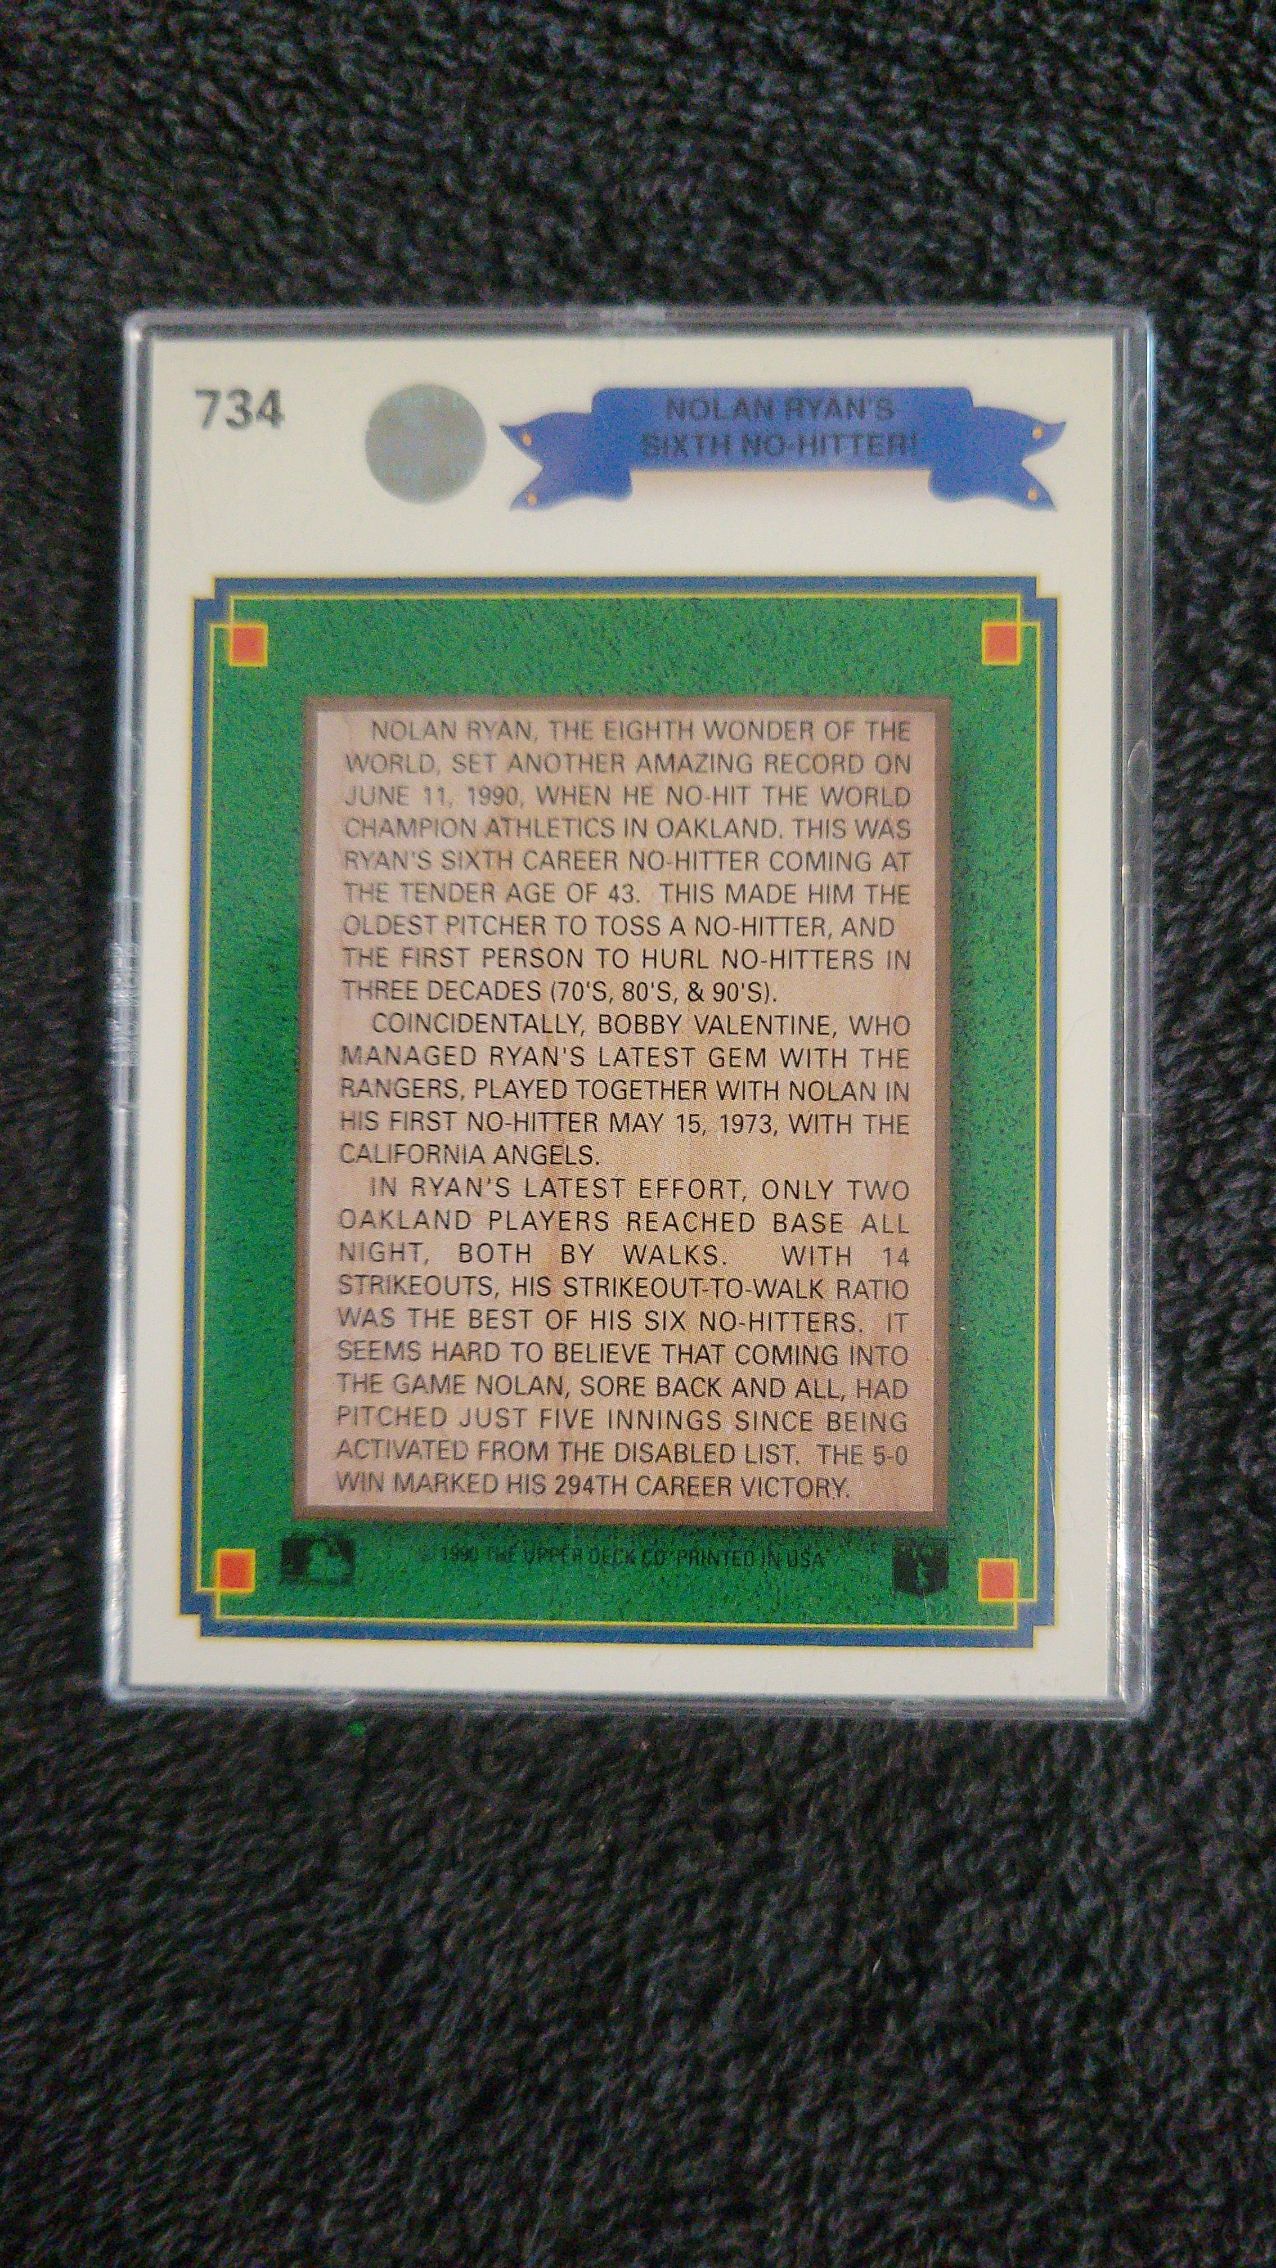 734
NOLAN RYAN'S
SIXTH NO-HITTER!
NOLAN RYAN, THE EIGHTH WONDER OF THE
WORLD, SET ANOTHER AMAZING RECORD ON
JUNE 11, 1990, WHEN HE NO-HIT THE WORLD
CHAMPION ATHLETICS IN OAKLAND. THIS WAS
RYAN'S SIXTH CAREER NO-HITTER COMING AT
THE TENDER AGE OF 43. THIS MADE HIM THE
OLDEST PITCHER TO TOSS A NO-HITTER, AND
THE FIRST PERSON TO HURL NO-HITTERS IN
THREE DECADES (70'S, 80'S, & 90'S).
COINCIDENTALLY, BOBBY VALENTINE, WHO
MANAGED RYAN'S LATEST GEM WITH THE
RANGERS, PLAYED TOGETHER WITH NOLAN IN
HIS FIRST NO-HITTER MAY 15, 1973, WITH THE
CALIFORNIA ANGELS.
IN RYAN'S LATEST EFFORT, ONLY TWO
OAKLAND PLAYERS REACHED BASE ALL
NIGHT, BOTH BY WALKS. WITH 14
STRIKEOUTS, HIS STRIKEOUT-TO-WALK RATIO
WAS THE BEST OF HIS SIX NO-HITTERS. IT
SEEMS HARD TO BELIEVE THAT COMING INTO
THE GAME NOLAN, SORE BACK AND ALL, HAD
PITCHED JUST FIVE INNINGS SINCE BEING
ACTIVATED FROM THE DISABLED LIST. THE 5-0
WIN MARKED HIS 294TH CAREER VICTORY.
© 1990 THE UPPER DECK CO. PRINTED IN USA